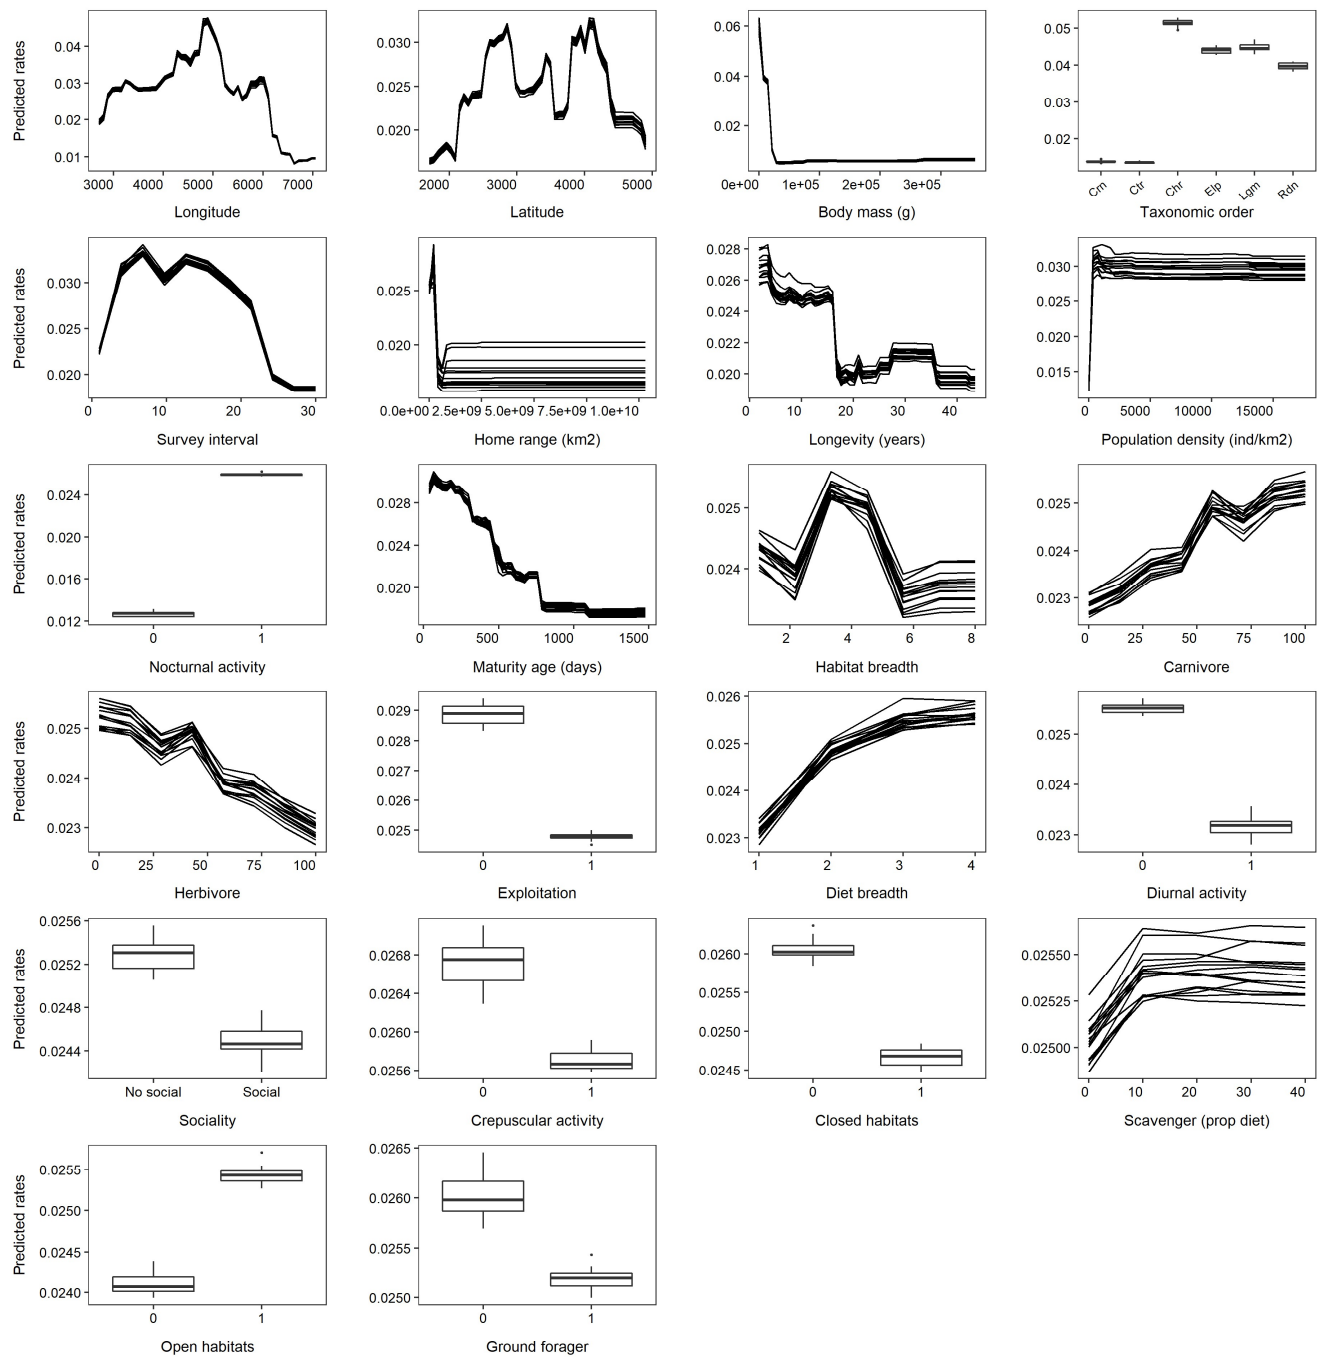 Predicted rates
0.04
0.03
0.02
0.01
3000 4000 5000 6000 7000
Longitude
0.030
0.025
0.020
2000 3000 4000 5000
Latitude
0.06
0.04
0.02
0e+00 1e+05 2e+05 3e+05
Body mass (g)
0.05
0.04
0.03
0.02
Crn Ctr Chr Elp Lgm Rdn
Taxonomic order
Predicted rates
0.030
0.025
0.020
0 10 20 30
Survey interval
0.025
0.020
0.0e+00 2.5e+09 5.0e+09 7.5e+09 1.0e+10
Home range (km2)
0.028
0.026
0.024
0.022
0.020
0 10 20 30 40
Longevity (years)
0.030
0.025
0.020
0.015
0 5000 10000 15000
Population density (ind/km2)
Predicted rates
0.024
0.020
0.016
0.012
0 1
Nocturnal activity
0.028
0.024
0.020
0 500 1000 1500
Maturity age (days)
0.025
0.024
2 4 6 8
Habitat breadth
0.025
0.024
0.023
0 25 50 75 100
Carnivore
Predicted rates
0.025
0.024
0.023
0 25 50 75 100
Herbivore
0.029
0.028
0.027
0.026
0.025
0 1
Exploitation
0.026
0.025
0.024
0.023
1 2 3 4
Diet breadth
0.025
0.023
0 1
Diurnal activity
Predicted rates
0.0256
0.0252
0.0248
0.0244
No social Social
Sociality
0.0268
0.0264
0.0260
0.0256
0 1
Crepuscular activity
0.0260
0.0255
0.0250
0.0245
0 1
Closed habitats
0.02550
0.02525
0.02500
0 10 20 30 40
Scavenger (prop diet)
Predicted rates
0.0255
0.0250
0.0245
0.0240
0 1
Open habitats
0.0265
0.0260
0.0255
0.0250
0 1
Ground forager